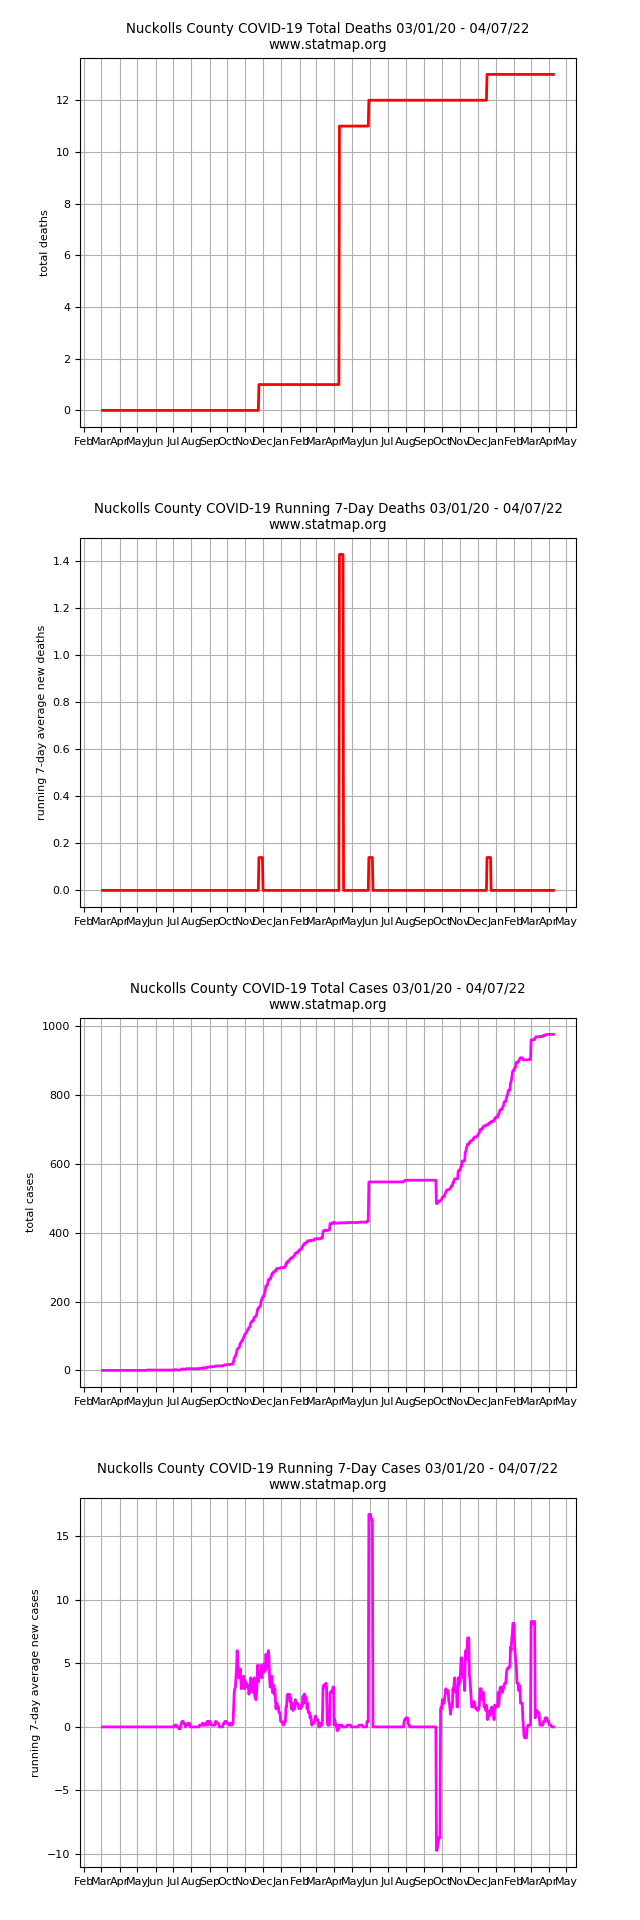 Nuckolls County COVID-19 Total Deaths 03/01/20 - 04/07/22
www.statmap.org
12
10
8
6
4
2
0
total deaths
Feb Mar Apr May Jun Jul Aug Sep Oct Nov Dec Jan Feb Mar Apr May Jun Jul Aug Sep Oct Nov Dec Jan Feb Mar Apr May
Nuckolls County COVID-19 Running 7-Day Deaths 03/01/20 - 04/07/22
www.statmap.org
1.4
1.2
1.0
0.8
0.6
0.4
0.2
0.0
running 7-day average new deaths
Feb Mar Apr May Jun Jul Aug Sep Oct Nov Dec Jan Feb Mar Apr May Jun Jul Aug Sep Oct Nov Dec Jan Feb Mar Apr May
Nuckolls County COVID-19 Total Cases 03/01/20 - 04/07/22
www.statmap.org
1000
800
600
400
200
0
total cases
Feb Mar Apr May Jun Jul Aug Sep Oct Nov Dec Jan Feb Mar Apr May Jun Jul Aug Sep Oct Nov Dec Jan Feb Mar Apr May
Nuckolls County COVID-19 Running 7-Day Cases 03/01/20 - 04/07/22
www.statmap.org
15
10
5
0
−5
−10
running 7-day average new cases
Feb Mar Apr May Jun Jul Aug Sep Oct Nov Dec Jan Feb Mar Apr May Jun Jul Aug Sep Oct Nov Dec Jan Feb Mar Apr May